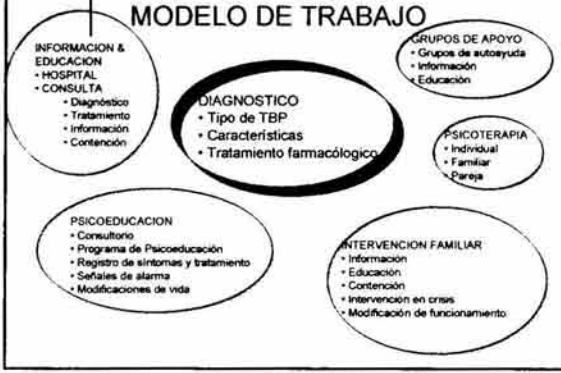 MODELO DE TRABAJO
INFORMACION &
EDUCACION
• HOSPITAL
• CONSULTA
• Diagnóstico
• Tratamiento
• Información
• Contención
DIAGNOSTICO
• Tipo de TBP
• Características
• Tratamiento farmácologico
GRUPOS DE APOYO
• Grupos de autoayuda
• Información
• Educación
PSICOTERAPIA
• Individual
• Familiar
• Pareja
PSICOEDUCACION
• Consultorio
• Programa de Psicoeducación
• Registro de síntomas y tratamiento
• Señales de alarma
• Modificaciones de vida
INTERVENCION FAMILIAR
• Información
• Educación
• Contención
• Intervención en crisis
• Modificación de funcionamiento